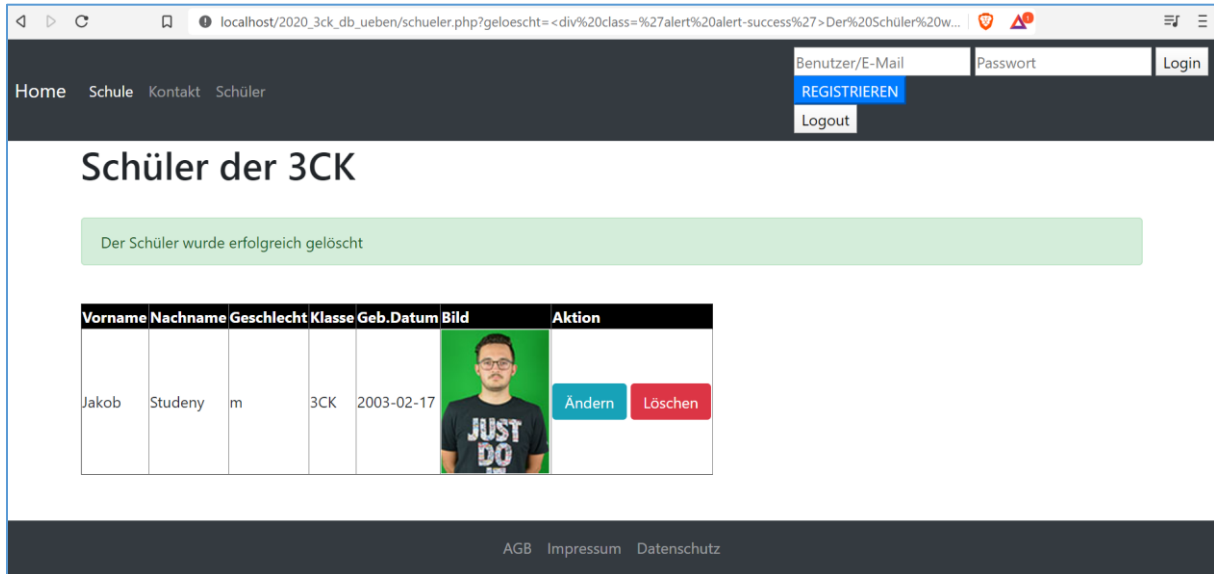 localhost/2020_3ck_db_ueben/schueler.php?geloescht=<div%20class=%27alert%20alert-success%27>Der%20Schüler%20w...
Benutzer/E-Mail Passwort Login
Home Schule Kontakt Schüler REGISTRIEREN
Logout
Schüler der 3CK
Der Schüler wurde erfolgreich gelöscht
Vorname Nachname Geschlecht Klasse Geb.Datum Bild Aktion
Jakob Studeny m 3CK 2003-02-17 Ändern Löschen
JUST
DO
IT
AGB Impressum Datenschutz